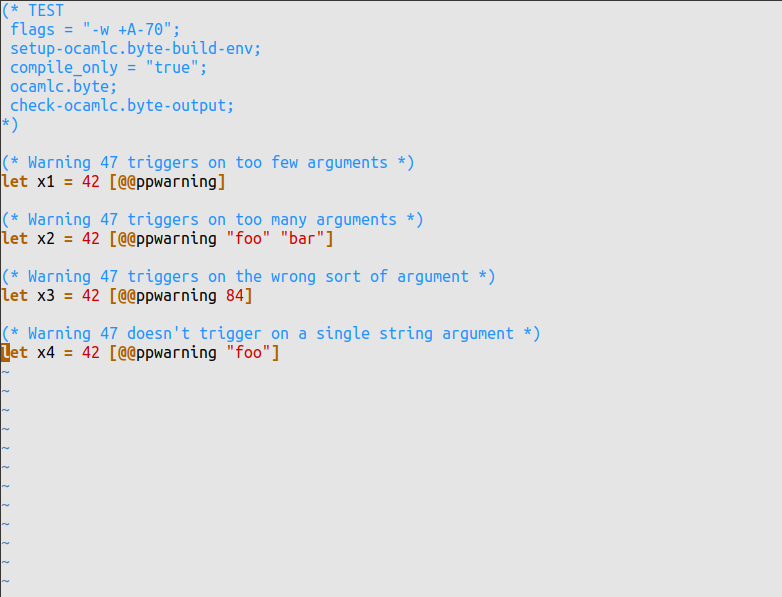 (* TEST
 flags = "-w +A-70";
 setup-ocamlc.byte-build-env;
 compile_only = "true";
 ocamlc.byte;
 check-ocamlc.byte-output;
*)

(* Warning 47 triggers on too few arguments *)
let x1 = 42 [@@ppwarning]

(* Warning 47 triggers on too many arguments *)
let x2 = 42 [@@ppwarning "foo" "bar"]

(* Warning 47 triggers on the wrong sort of argument *)
let x3 = 42 [@@ppwarning 84]

(* Warning 47 doesn't trigger on a single string argument *)
let x4 = 42 [@@ppwarning "foo"]
~
~
~
~
~
~
~
~
~
~
~
~